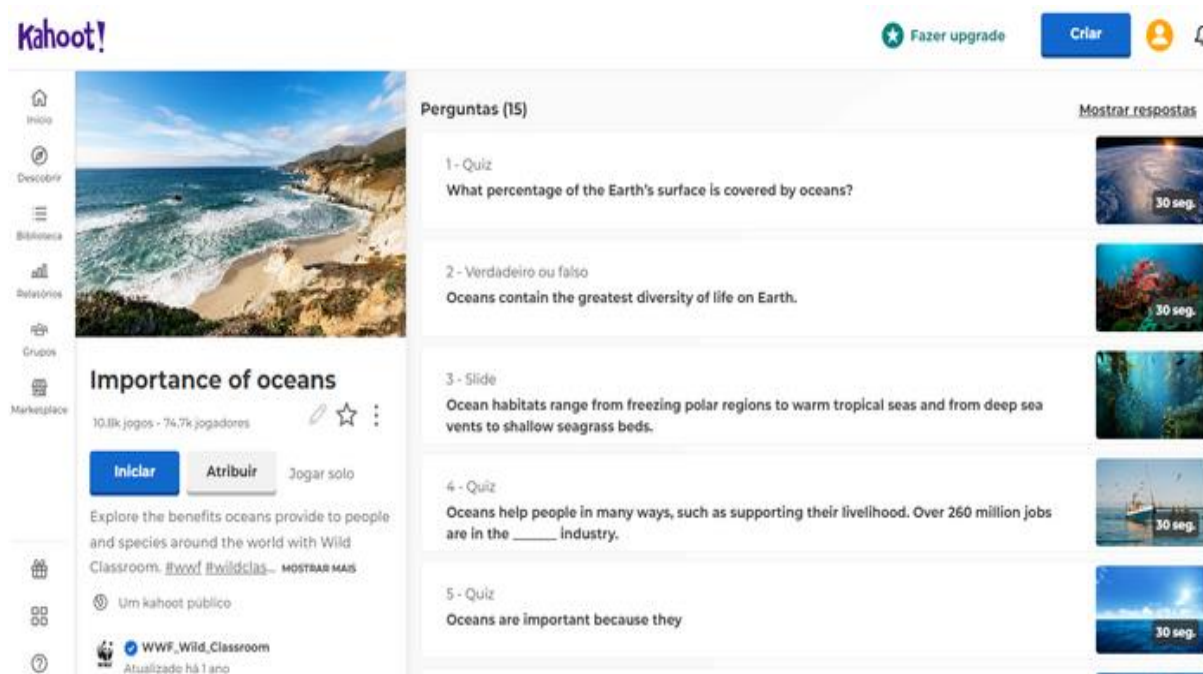 Kahoot!
Fazer upgrade
Criar
Início
Descobrir
Biblioteca
Relatórios
Grupos
Marketplace
Importance of oceans
10.8k jogos - 74.7k jogadores
Iniciar
Atribuir
Jogar solo
Explore the benefits oceans provide to people
and species around the world with Wild
Classroom. #wwf #wildclas... MOSTRAR MAIS
Um kahoot público
WWF
WWF_Wild_Classroom
Atualizado há 1 ano
Perguntas (15)
Mostrar respostas
1 - Quiz
What percentage of the Earth's surface is covered by oceans?
30 seg.
2 - Verdadeiro ou falso
Oceans contain the greatest diversity of life on Earth.
30 seg.
3 - Slide
Ocean habitats range from freezing polar regions to warm tropical seas and from deep sea
vents to shallow seagrass beds.
4 - Quiz
Oceans help people in many ways, such as supporting their livelihood. Over 260 million jobs
are in the ______ industry.
30 seg.
5 - Quiz
Oceans are important because they
30 seg.